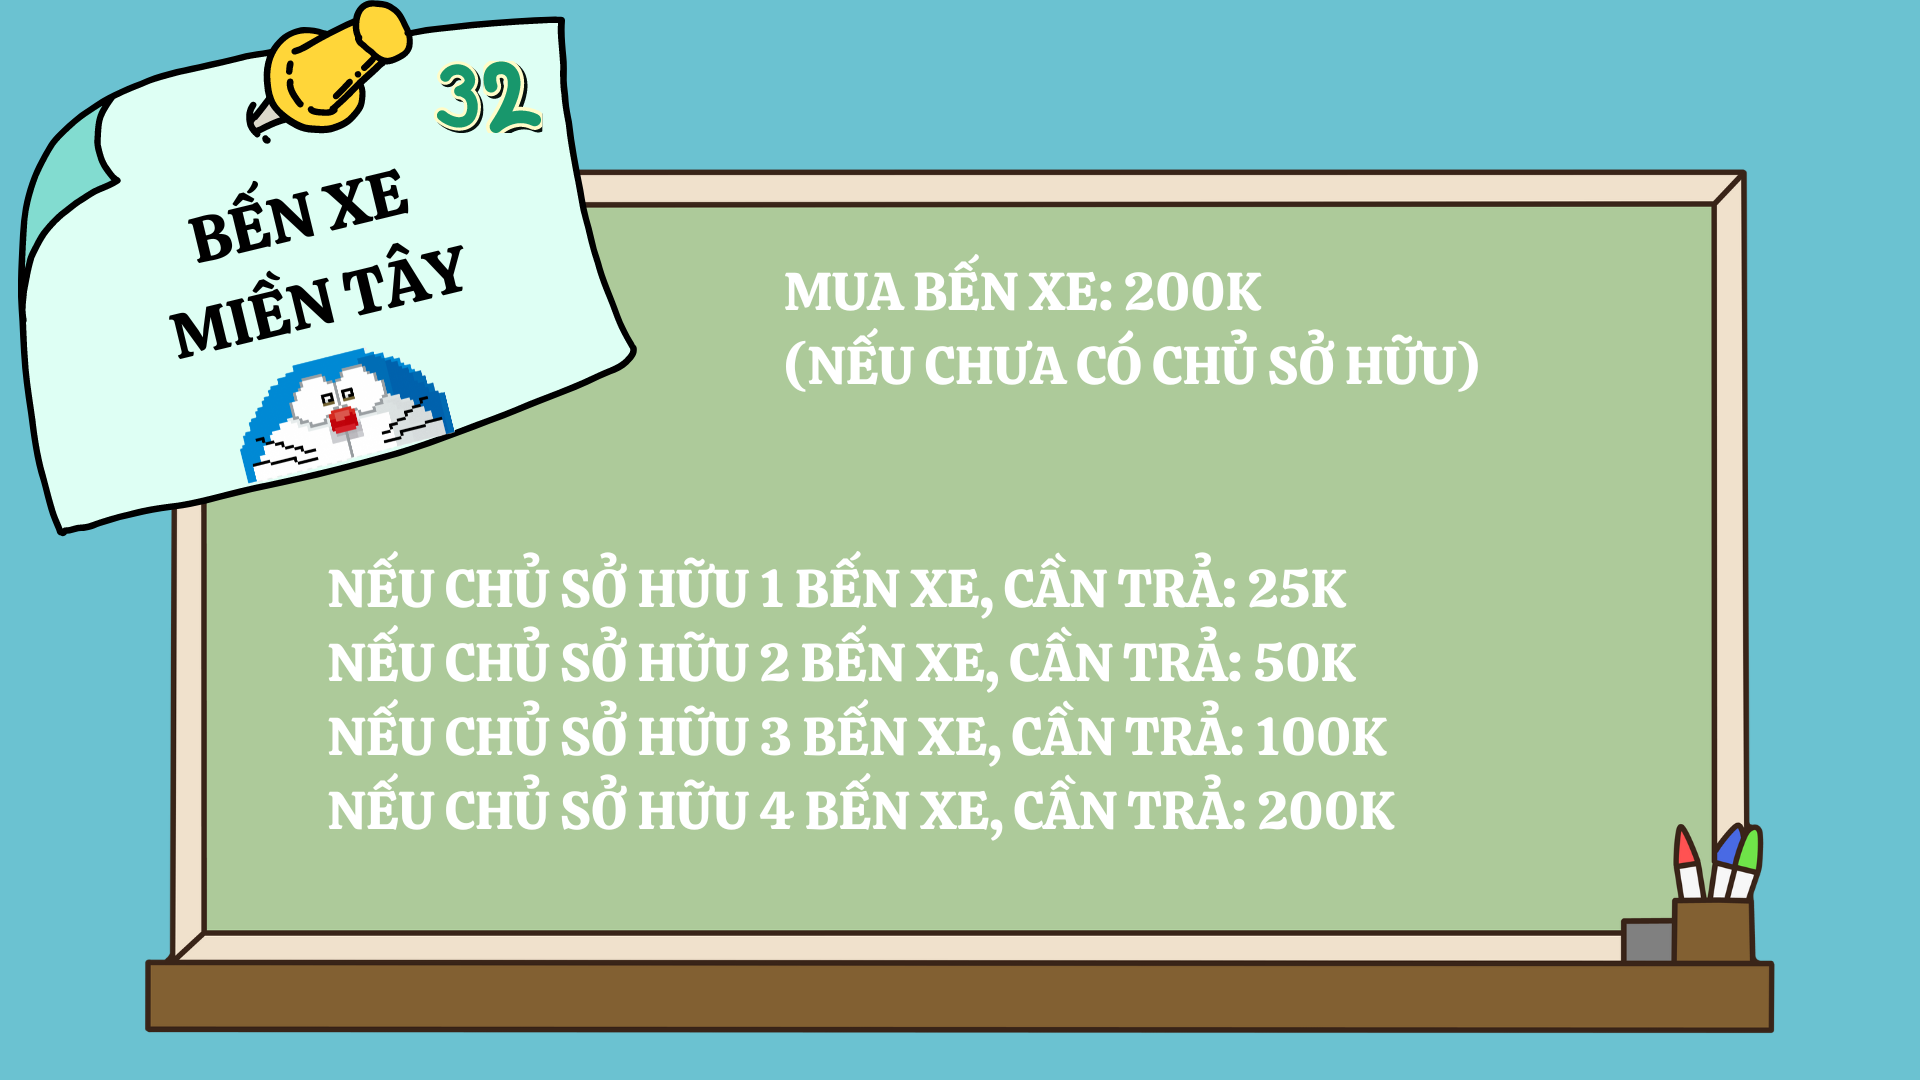 32
BẾN XE
MIỀN TÂY
MUA BẾN XE: 200K
(NẾU CHƯA CÓ CHỦ SỞ HỮU)
NẾU CHỦ SỞ HỮU 1 BẾN XE, CẦN TRẢ: 25K
NẾU CHỦ SỞ HỮU 2 BẾN XE, CẦN TRẢ: 50K
NẾU CHỦ SỞ HỮU 3 BẾN XE, CẦN TRẢ: 100K
NẾU CHỦ SỞ HỮU 4 BẾN XE, CẦN TRẢ: 200K